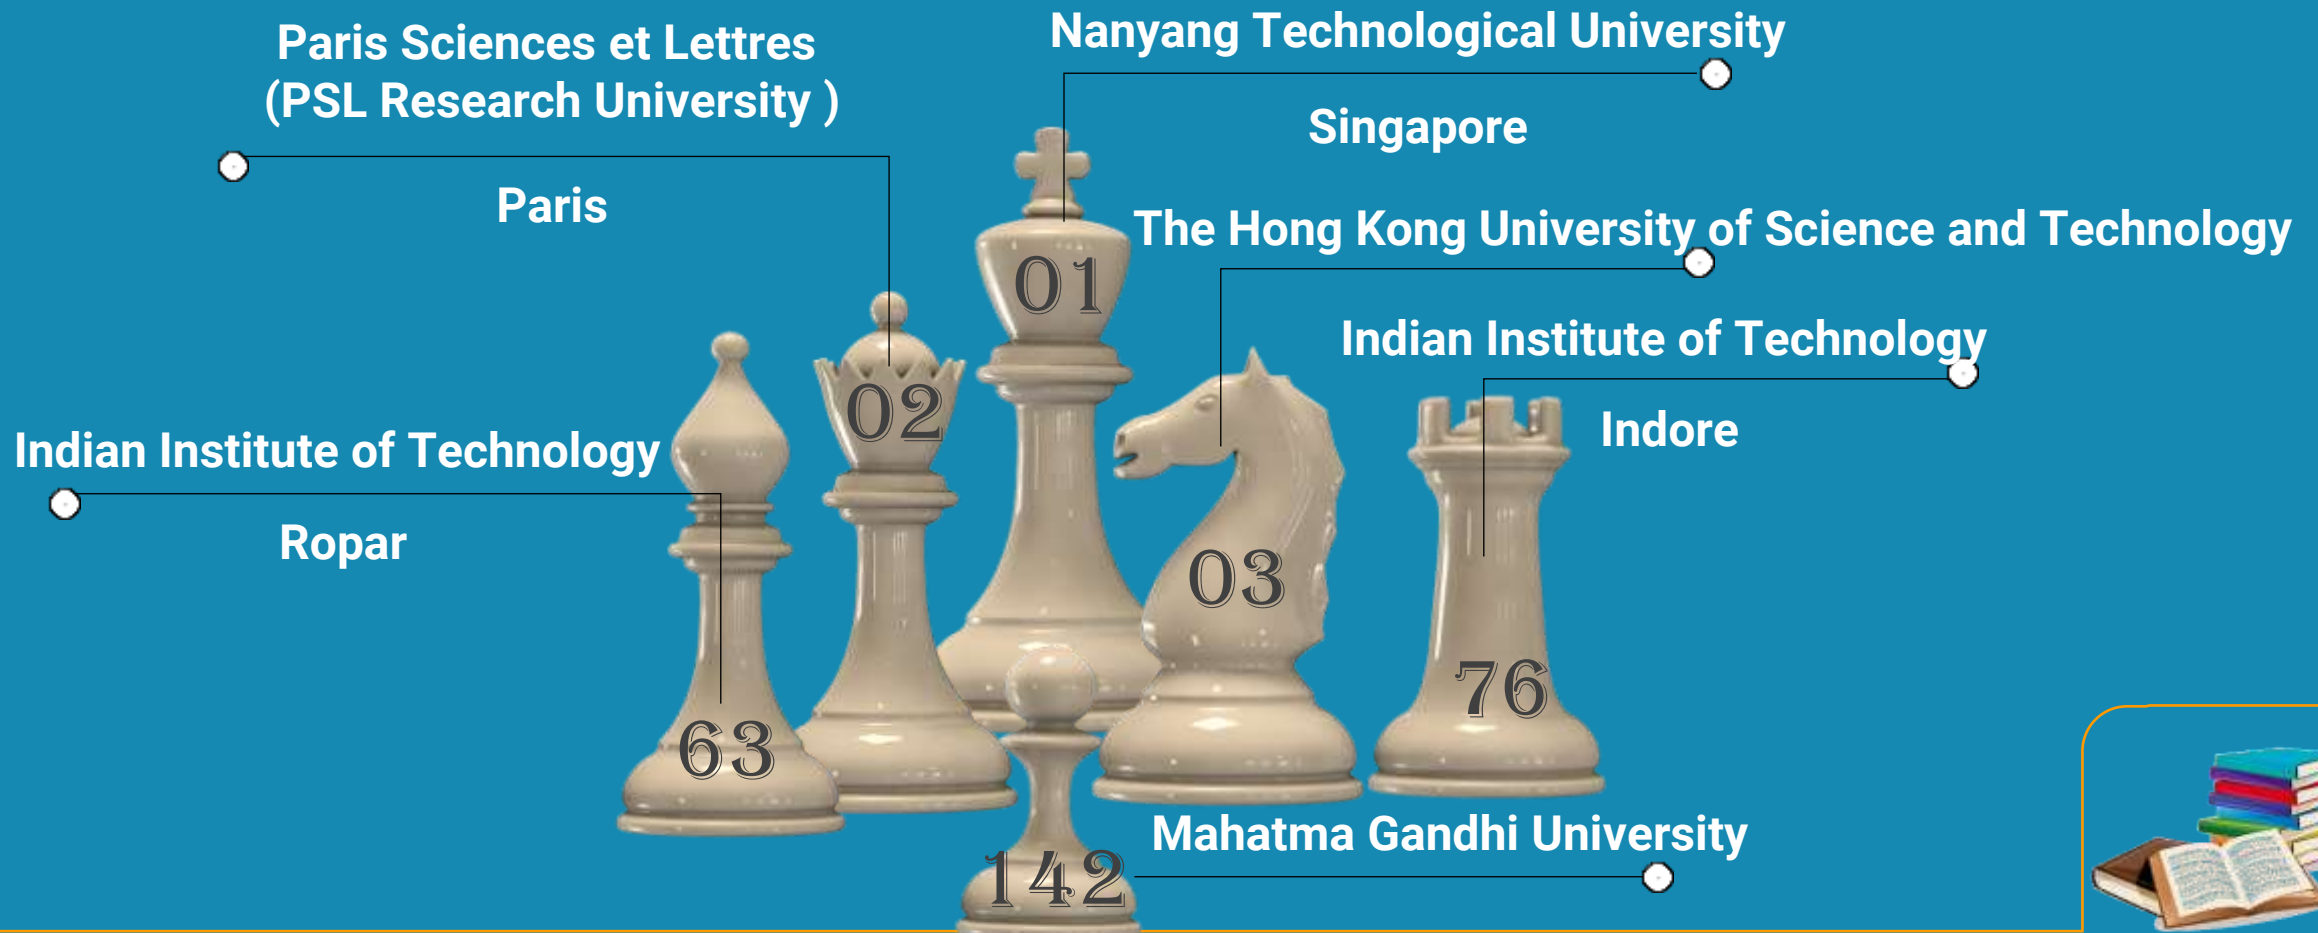 Paris Sciences et Lettres
(PSL Research University )
Paris
Nanyang Technological University
Singapore
01
The Hong Kong University of Science and Technology
02
Indian Institute of Technology
Indore
Indian Institute of Technology
Ropar
03
76
63
Mahatma Gandhi University
142